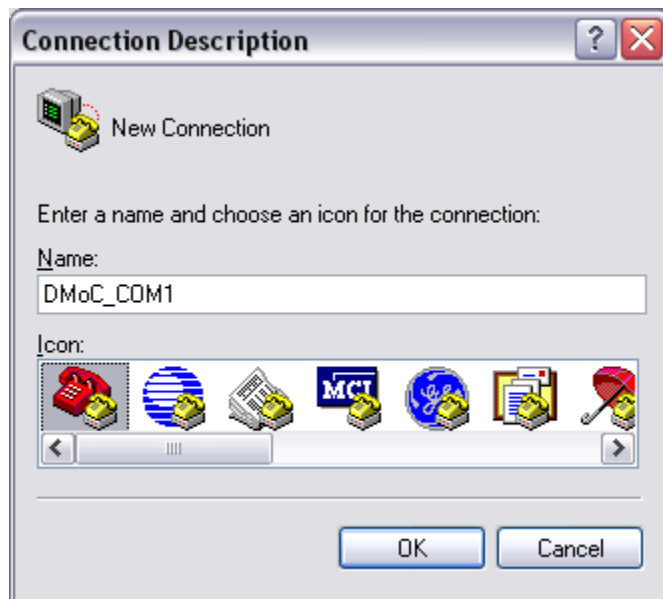 Connection Description
New Connection
Enter a name and choose an icon for the connection:
Name:
DMoC_COM1
Icon:
MCI
OK Cancel